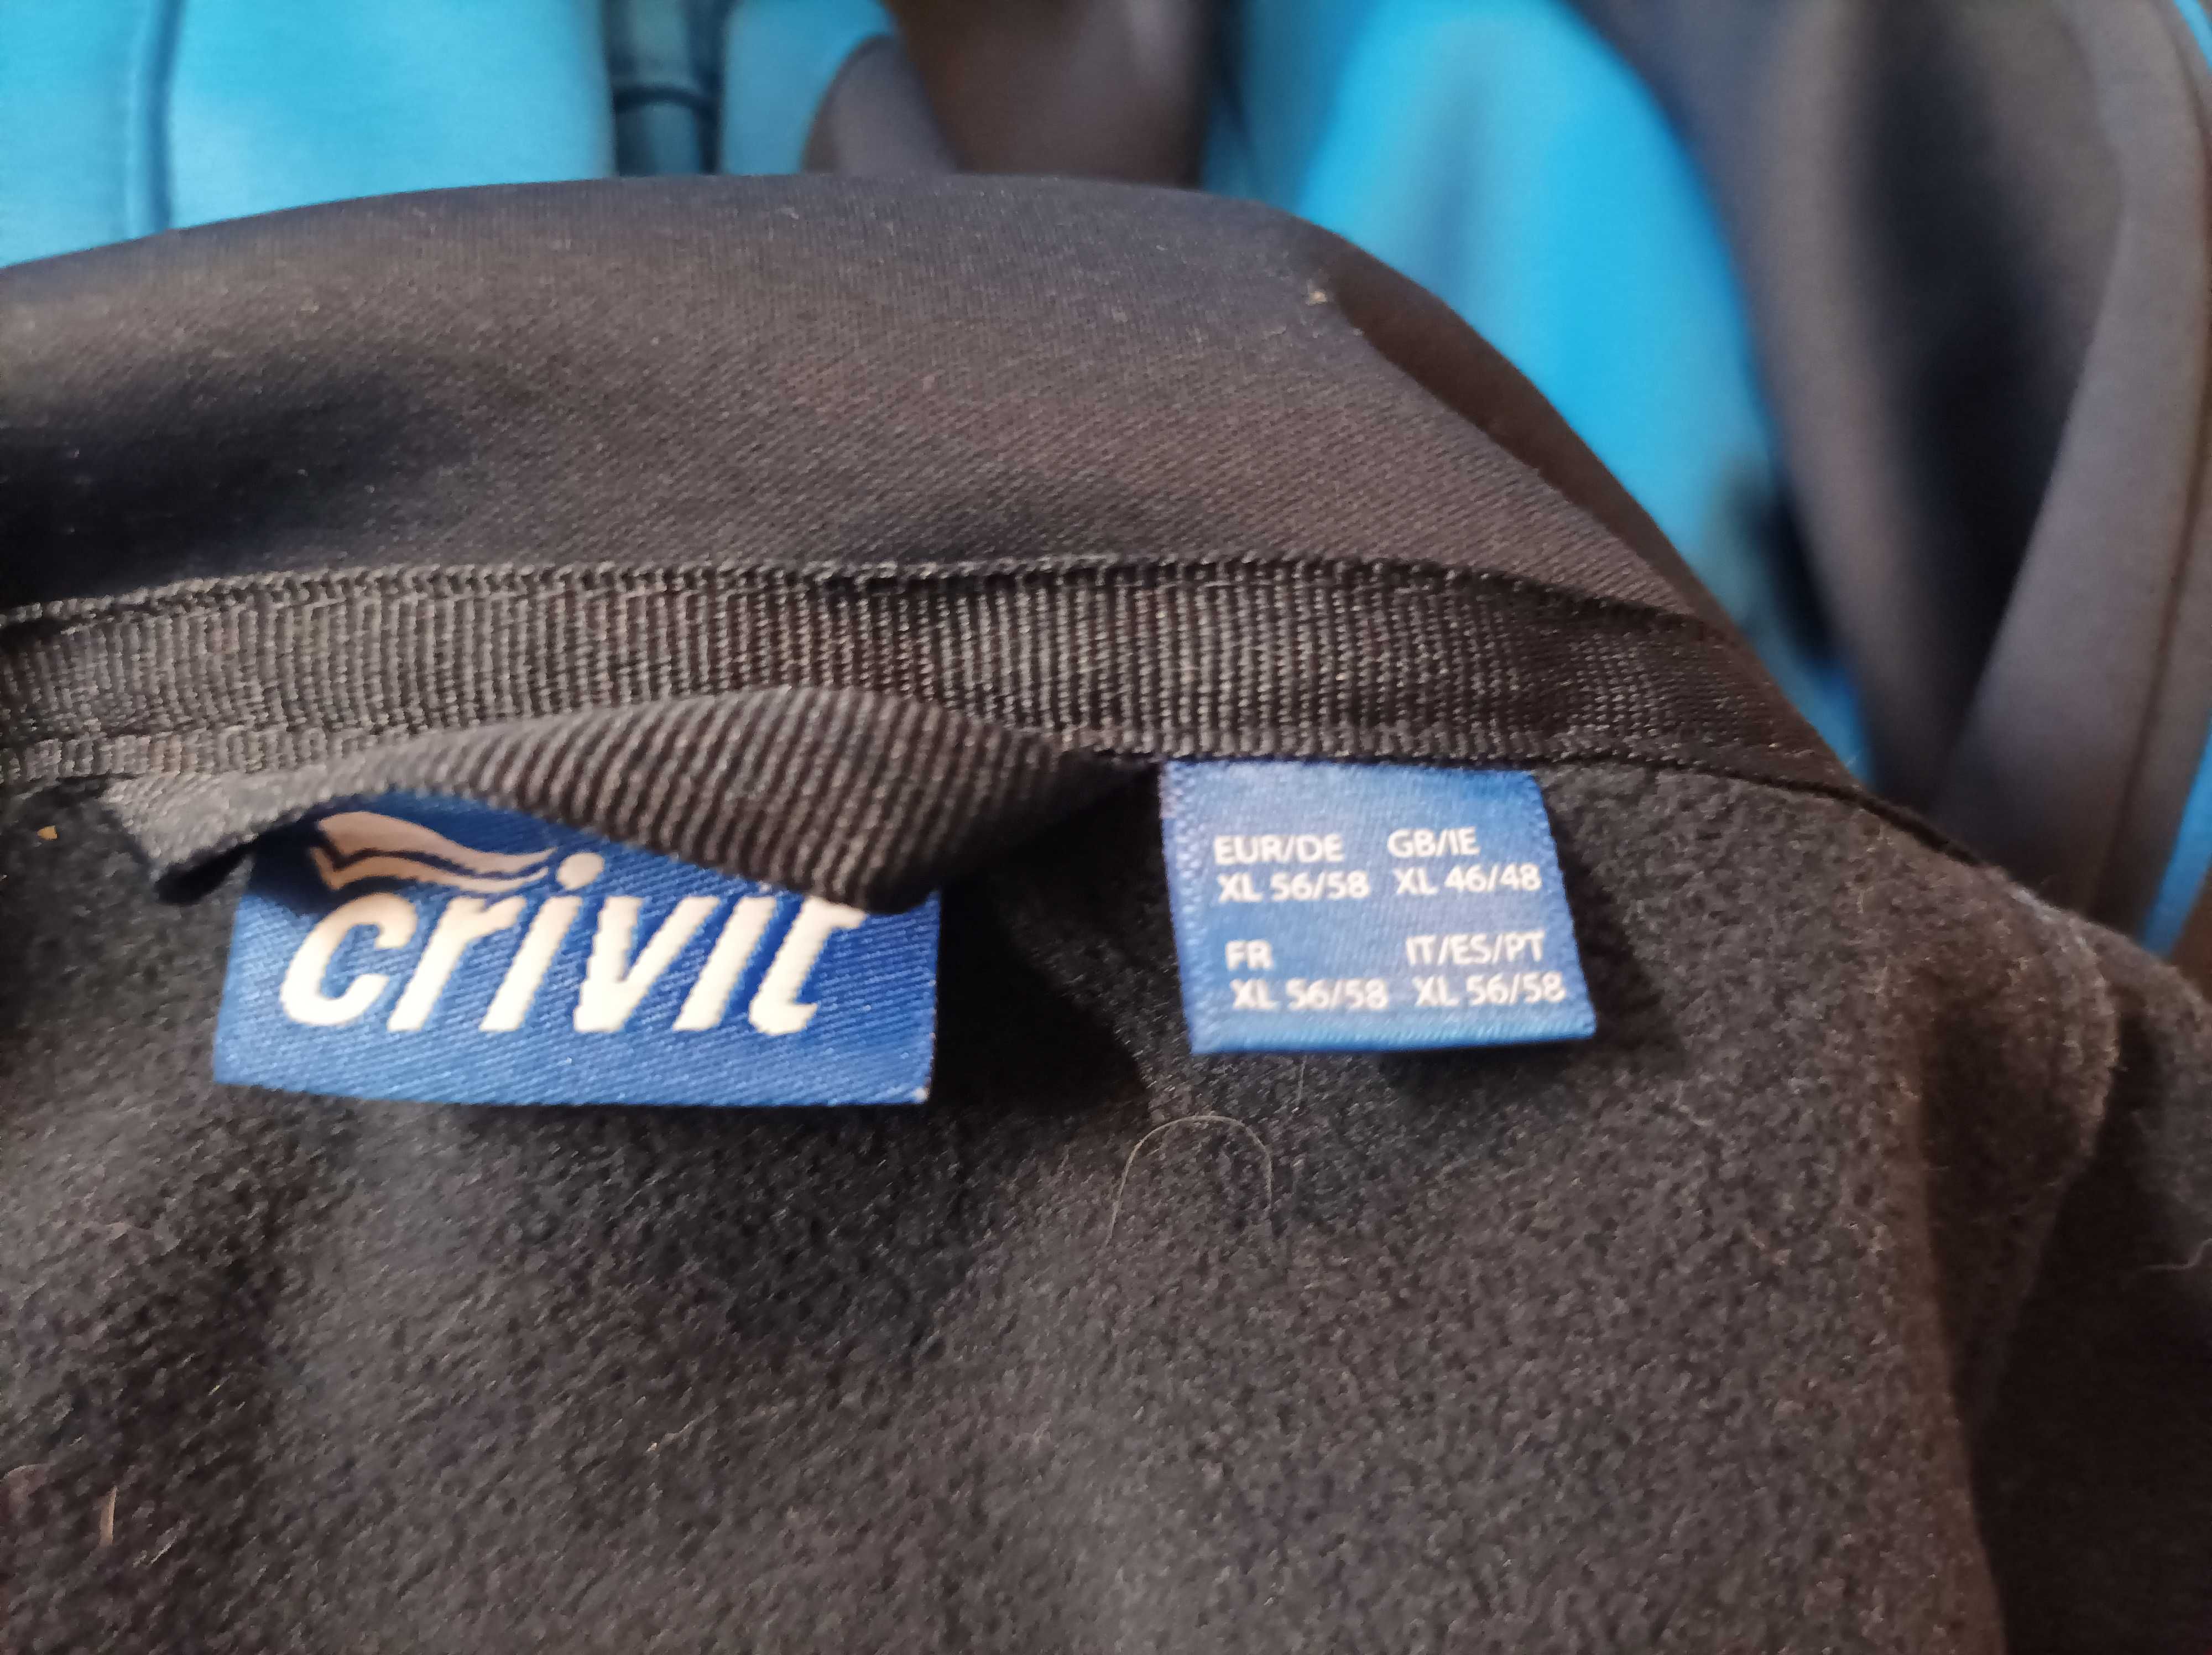 crivit
EUR/DE GB/IE
XL 56/58 XL 46/48
FR IT/ES/PT
XL 56/58 XL 56/58